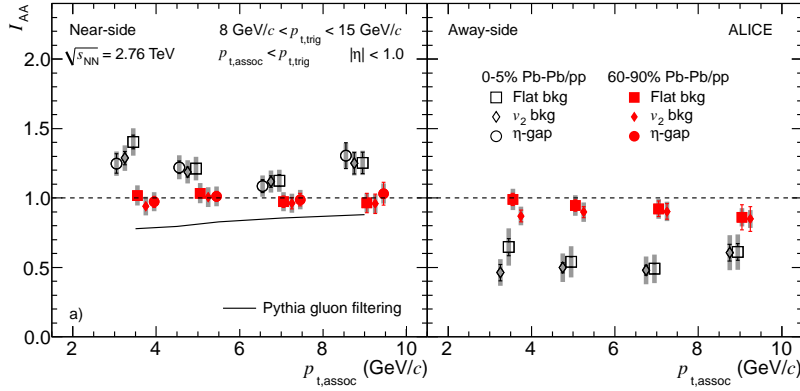 I_AA
Near-side
8 GeV/c < p_t,trig < 15 GeV/c
√s_NN = 2.76 TeV
p_t,assoc < p_t,trig
|η| < 1.0
Away-side
ALICE
0-5% Pb-Pb/pp
60-90% Pb-Pb/pp
Flat bkg
Flat bkg
v_2 bkg
v_2 bkg
η-gap
η-gap
2.0
1.5
1.0
0.5
0.0
a)
Pythia gluon filtering
2 4 6 8 10
2 4 6 8 10
p_t,assoc (GeV/c)
p_t,assoc (GeV/c)